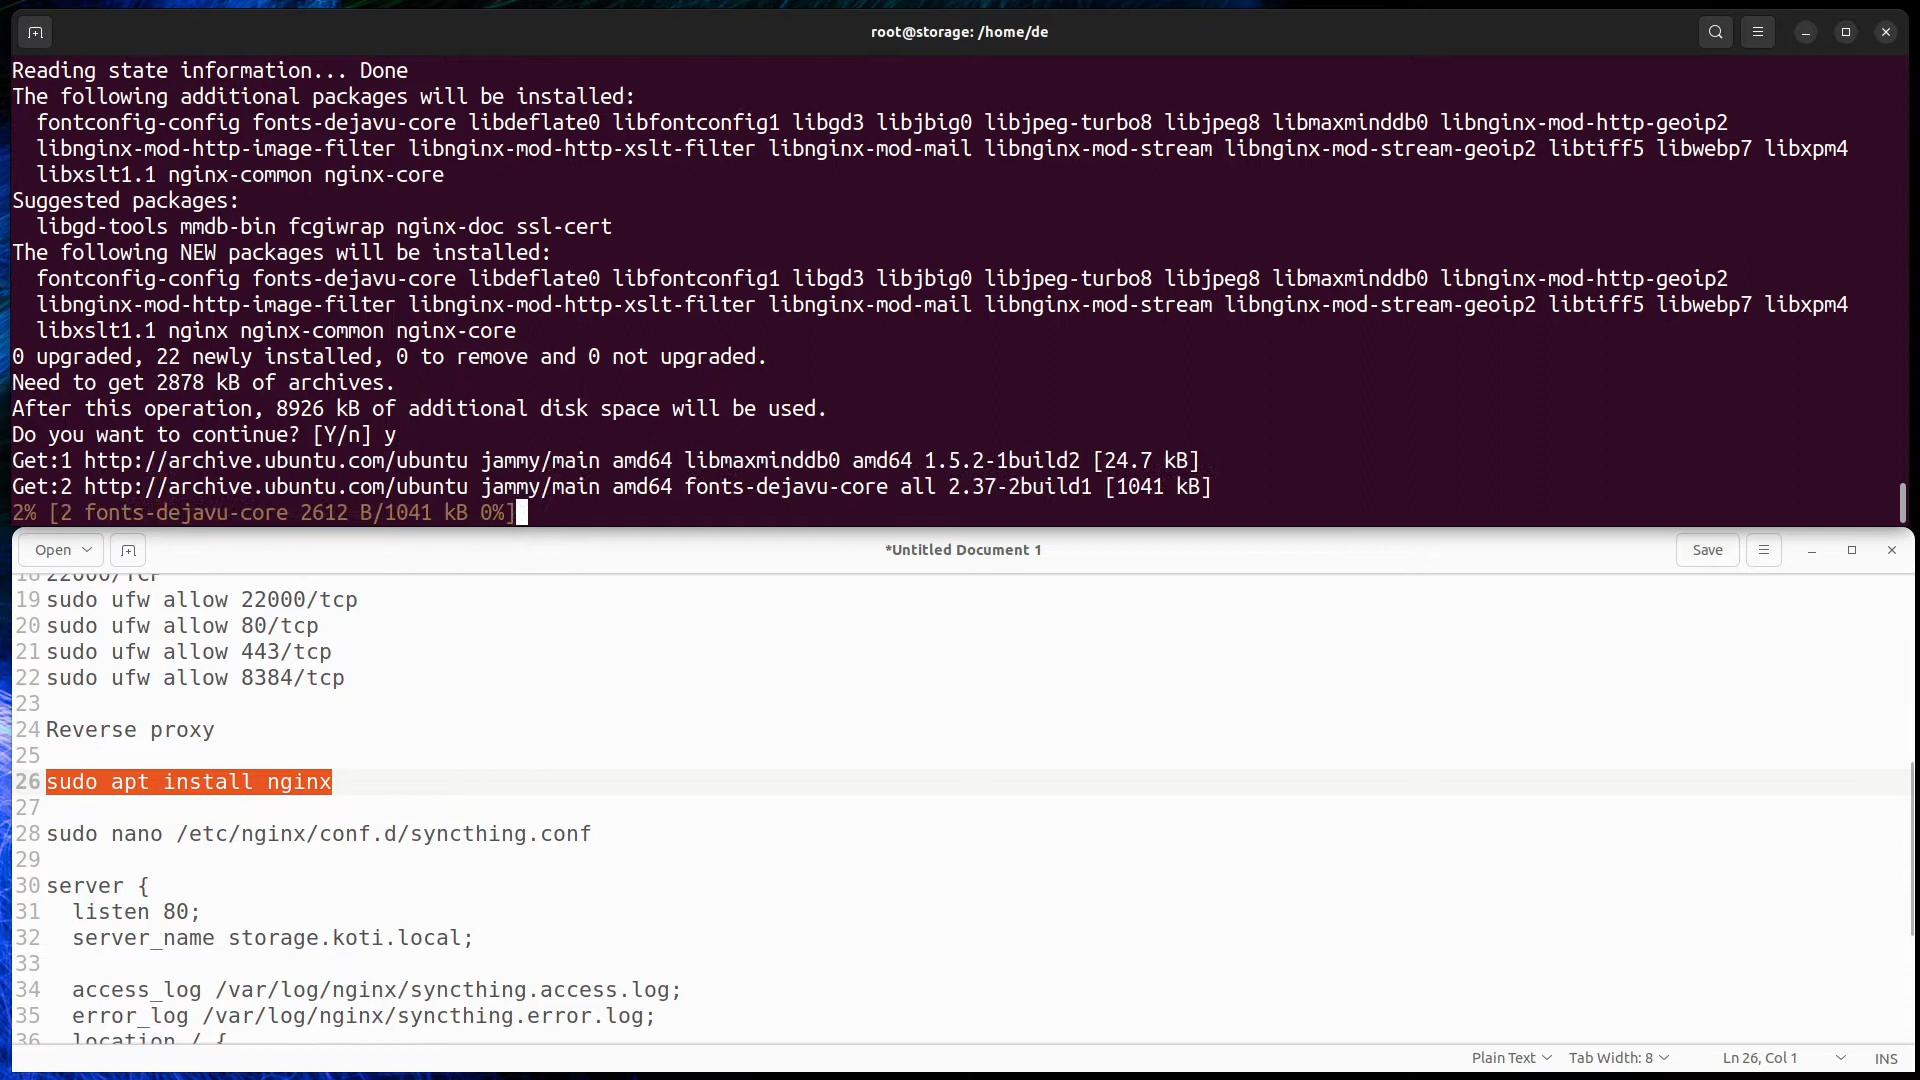 root@storage: /home/de
Reading state information... Done
The following additional packages will be installed:
  fontconfig-config fonts-dejavu-core libdeflate0 libfontconfig1 libgd3 libjbig0 libjpeg-turbo8 libjpeg8 libmaxminddb0 libnginx-mod-http-geoip2
  libnginx-mod-http-image-filter libnginx-mod-http-xslt-filter libnginx-mod-mail libnginx-mod-stream libnginx-mod-stream-geoip2 libtiff5 libwebp7 libxpm4
  libxslt1.1 nginx-common nginx-core
Suggested packages:
  libgd-tools mmdb-bin fcgiwrap nginx-doc ssl-cert
The following NEW packages will be installed:
  fontconfig-config fonts-dejavu-core libdeflate0 libfontconfig1 libgd3 libjbig0 libjpeg-turbo8 libjpeg8 libmaxminddb0 libnginx-mod-http-geoip2
  libnginx-mod-http-image-filter libnginx-mod-http-xslt-filter libnginx-mod-mail libnginx-mod-stream libnginx-mod-stream-geoip2 libtiff5 libwebp7 libxpm4
  libxslt1.1 nginx nginx-common nginx-core
0 upgraded, 22 newly installed, 0 to remove and 0 not upgraded.
Need to get 2878 kB of archives.
After this operation, 8926 kB of additional disk space will be used.
Do you want to continue? [Y/n] y
Get:1 http://archive.ubuntu.com/ubuntu jammy/main amd64 libmaxminddb0 amd64 1.5.2-1build2 [24.7 kB]
Get:2 http://archive.ubuntu.com/ubuntu jammy/main amd64 fonts-dejavu-core all 2.37-2build1 [1041 kB]
2% [2 fonts-dejavu-core 2612 B/1041 kB 0%]
Open *Untitled Document 1 Save
18 22000/TCP
19 sudo ufw allow 22000/tcp
20 sudo ufw allow 80/tcp
21 sudo ufw allow 443/tcp
22 sudo ufw allow 8384/tcp
23
24 Reverse proxy
25
26 sudo apt install nginx
27
28 sudo nano /etc/nginx/conf.d/syncthing.conf
29
30 server {
31   listen 80;
32   server_name storage.koti.local;
33
34   access_log /var/log/nginx/syncthing.access.log;
35   error_log /var/log/nginx/syncthing.error.log;
36   location / {
Plain Text Tab Width: 8 Ln 26, Col 1 INS